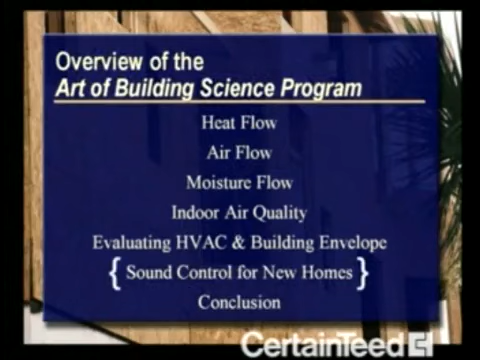 Overview of the
Art of Building Science Program
Heat Flow
Air Flow
Moisture Flow
Indoor Air Quality
Evaluating HVAC & Building Envelope
{ Sound Control for New Homes }
Conclusion
CertainTeed